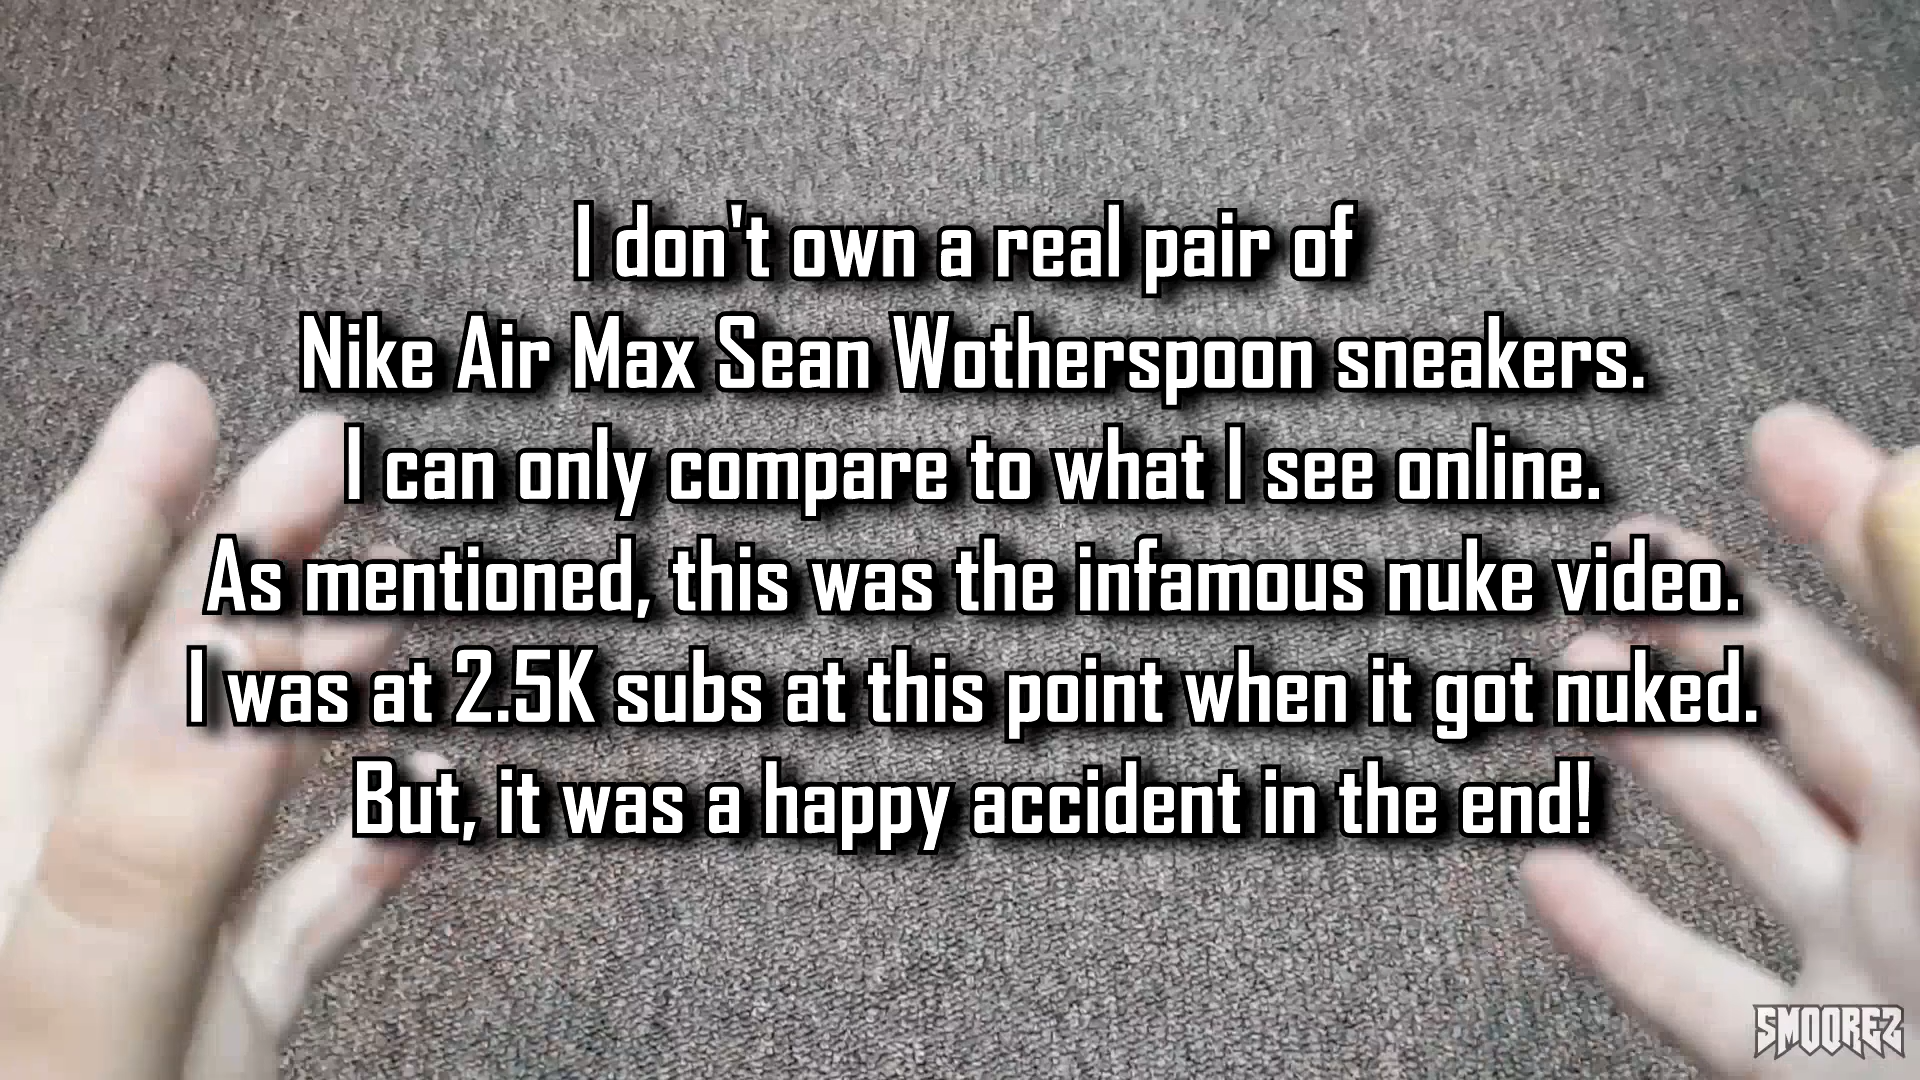 I don't own a real pair of
Nike Air Max Sean Wotherspoon sneakers.
I can only compare to what I see online.
As mentioned, this was the infamous nuke video.
I was at 2.5K subs at this point when it got nuked.
But, it was a happy accident in the end!
SMOOREZ